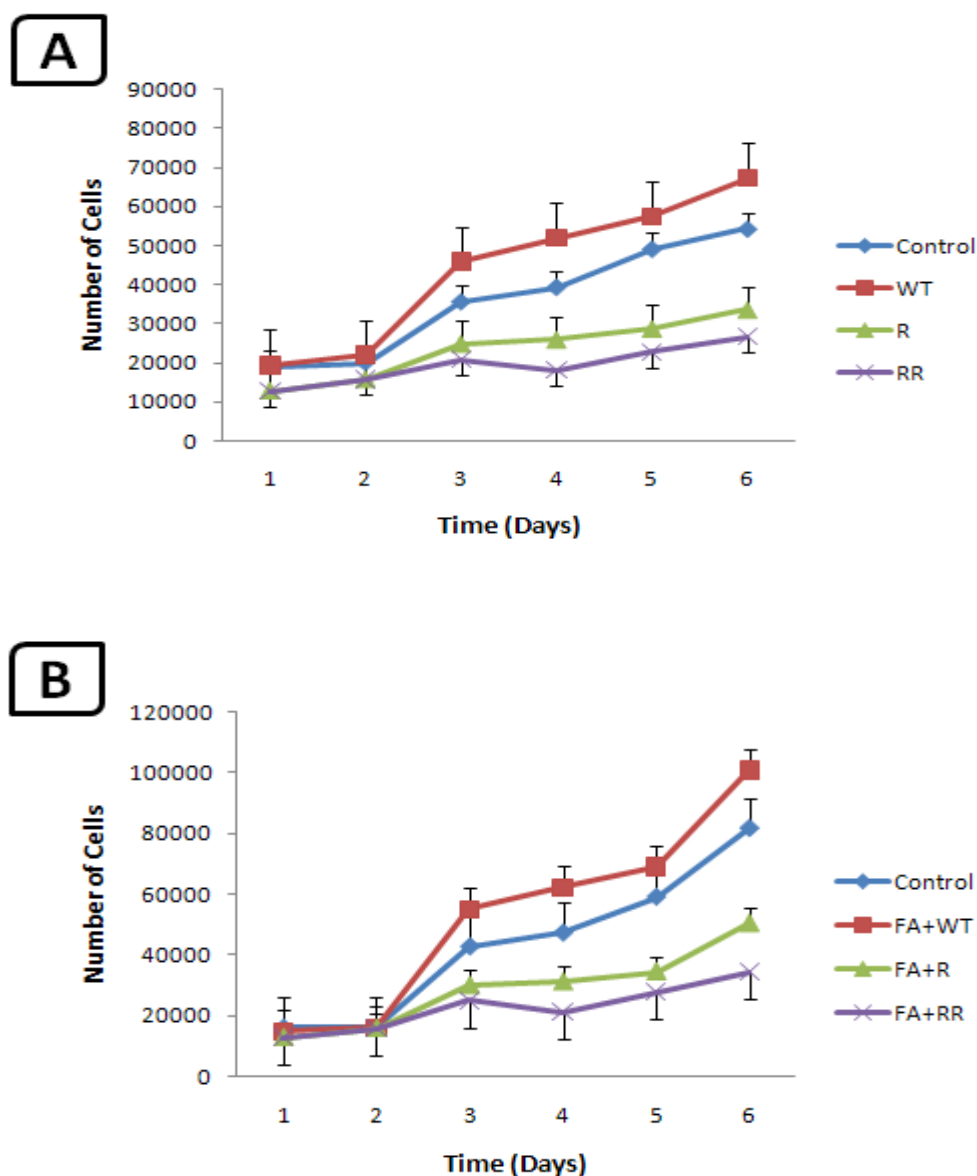 A
90000
80000
70000
60000
50000
40000
30000
20000
10000
0
Number of Cells
1 2 3 4 5 6
Time (Days)
Control
WT
R
RR
B
120000
100000
80000
60000
40000
20000
0
Number of Cells
1 2 3 4 5 6
Time (Days)
Control
FA+WT
FA+R
FA+RR